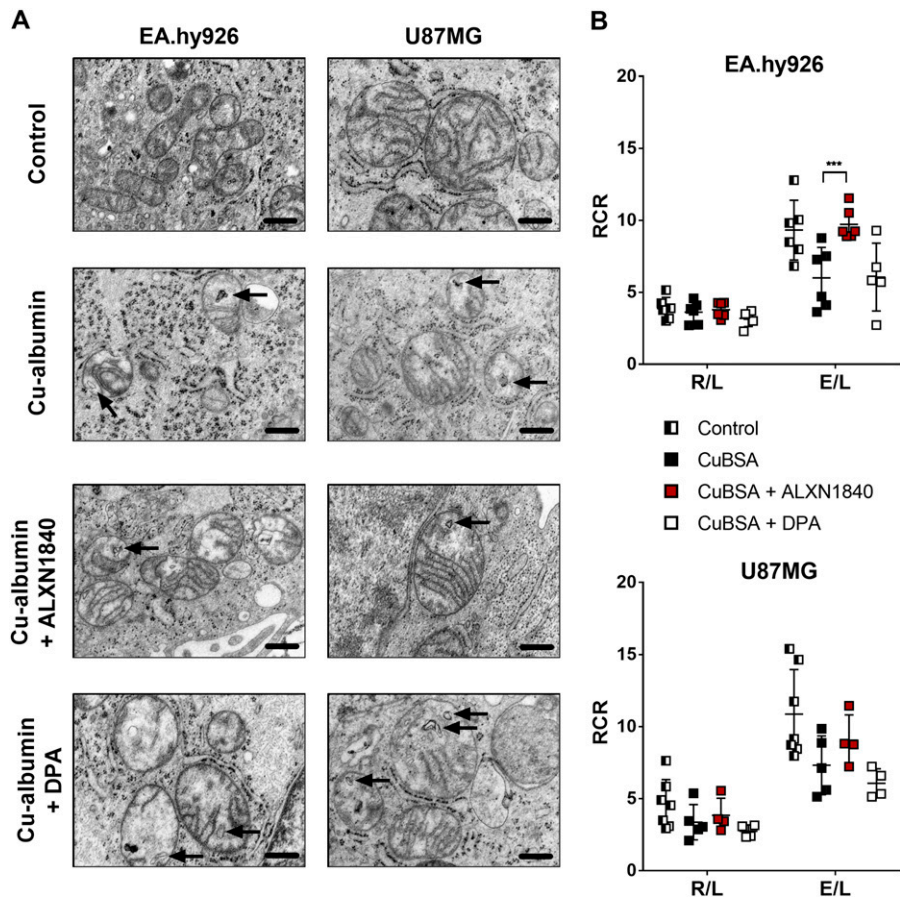 A
EA.hy926
U87MG
Control
Cu-albumin
Cu-albumin
+ ALXN1840
Cu-albumin
+ DPA
B
EA.hy926
20
15
10
5
0
RCR
***
R/L
E/L
Control
CuBSA
CuBSA + ALXN1840
CuBSA + DPA
U87MG
20
15
10
5
0
RCR
R/L
E/L